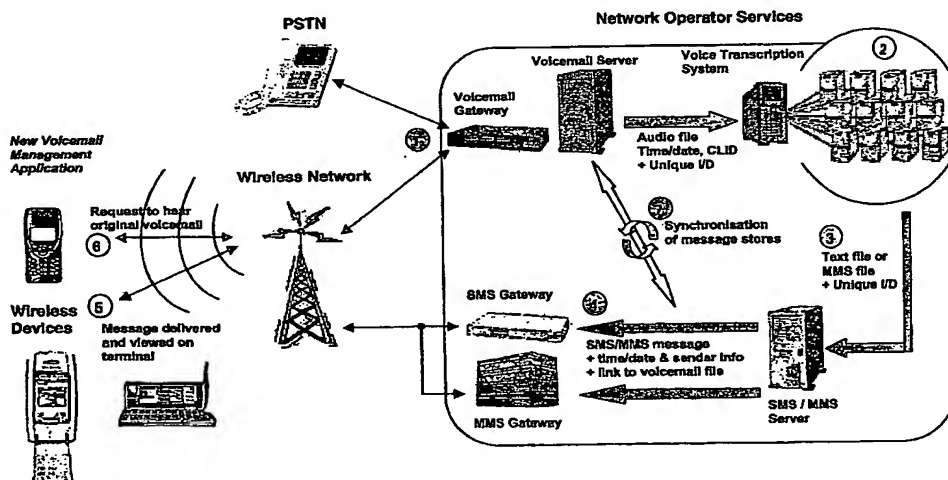 Network Operator Services
PSTN
Voicemail Server
Voice Transcription
System
2
Voicemail
Gateway
Audio file
Time/date, CLID
+ Unique I/D
New Voicemail
Management
Application
Wireless Network
Request to hear
original voicemail
6
7
Synchronisation
of message stores
3
Text file or
MMS file
+ Unique I/D
5
Wireless
Devices
Message delivered
and viewed on
terminal
SMS Gateway
4
SMS/MMS message
+ time/date & sender info
+ link to voicemail file
MMS Gateway
SMS / MMS
Server